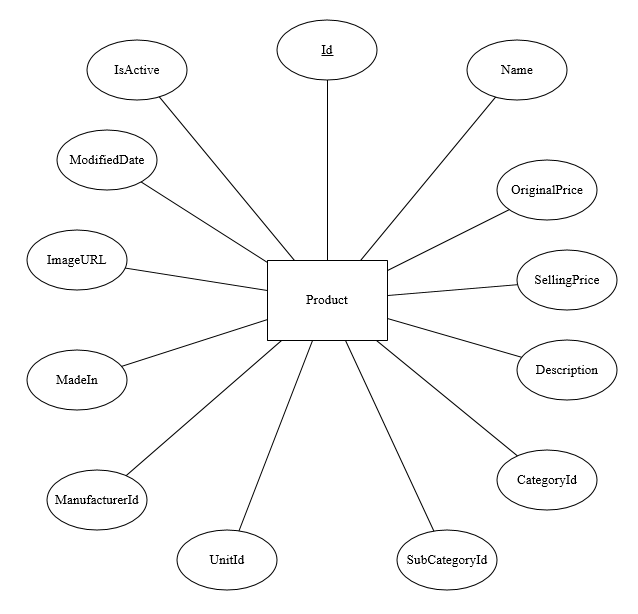 Id
IsActive
Name
ModifiedDate
OriginalPrice
ImageURL
SellingPrice
Product
MadeIn
Description
ManufacturerId
CategoryId
UnitId
SubCategoryId